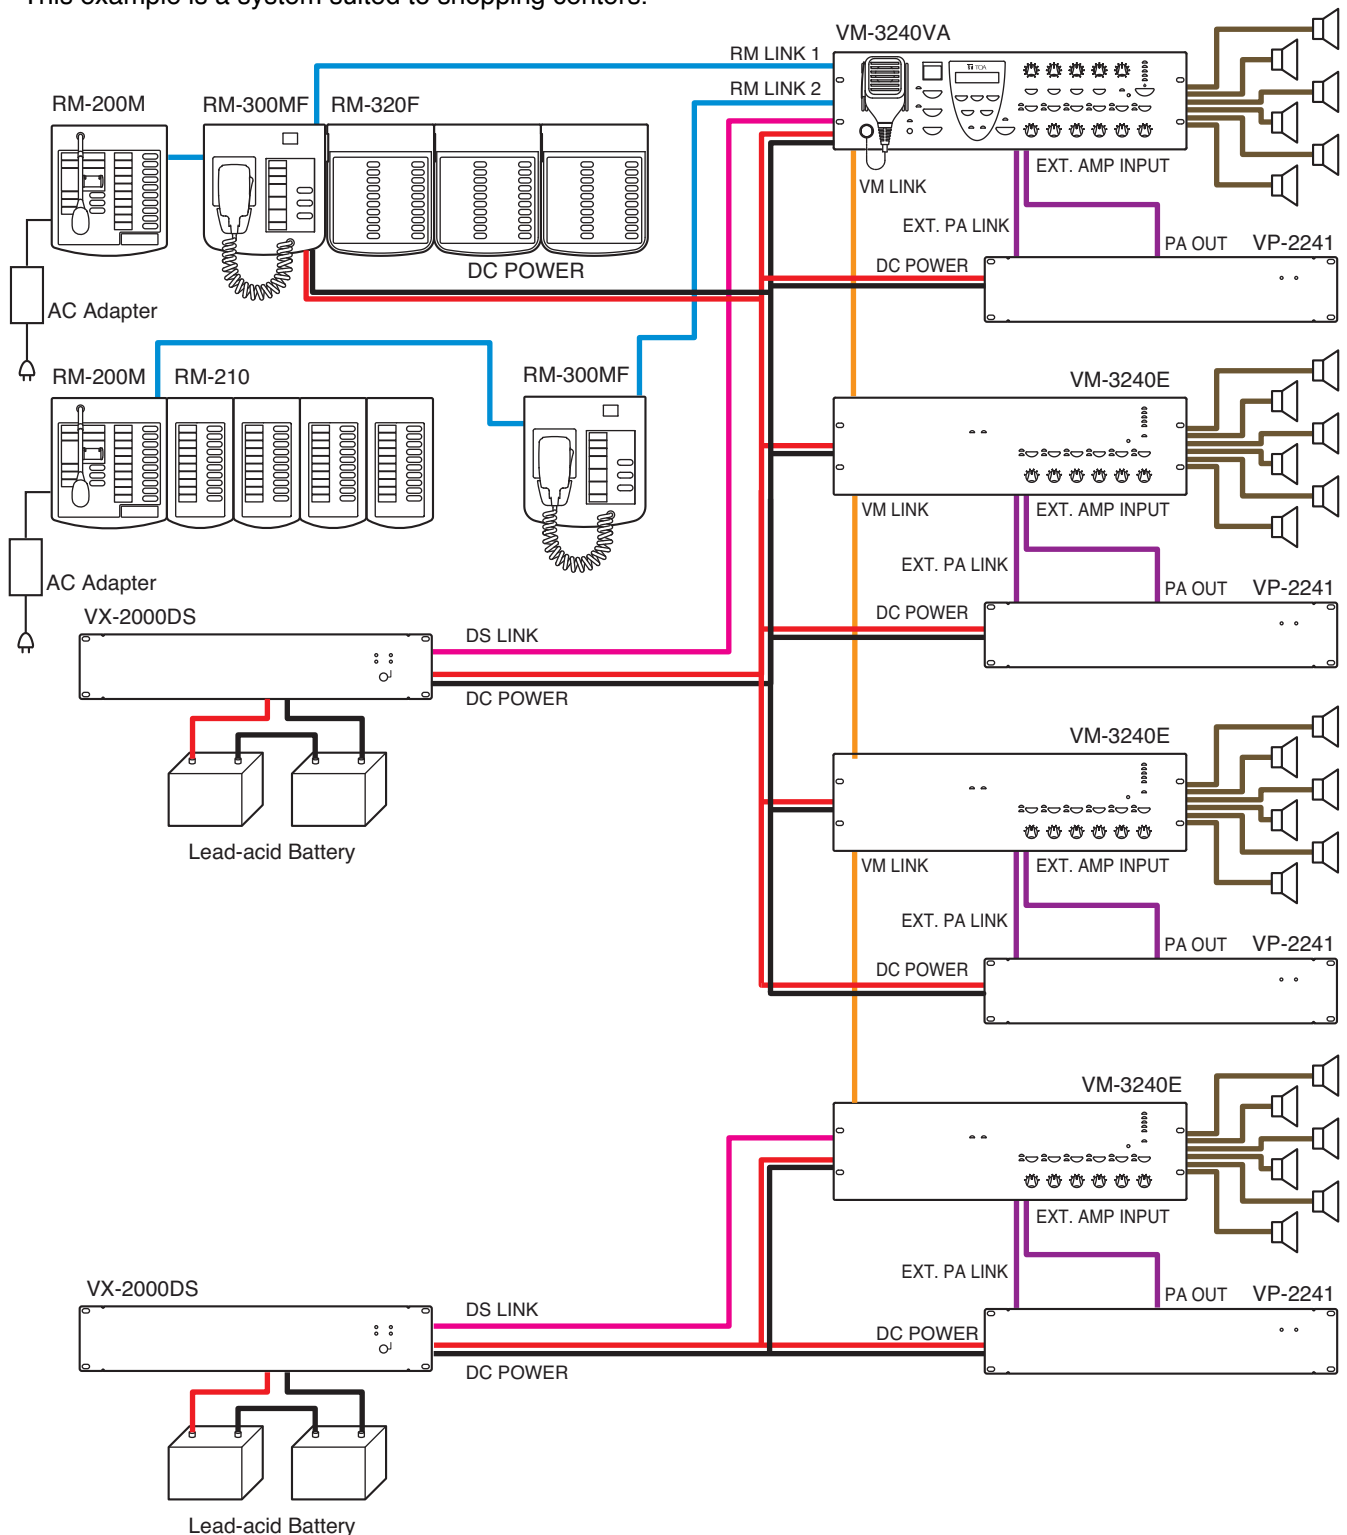 This example is a system suited to shopping centers.
VM-3240VA
RM LINK 1
RM LINK 2
RM-200M
RM-300MF
RM-320F
TOA
VM LINK
EXT. AMP INPUT
EXT. PA LINK
PA OUT
VP-2241
DC POWER
DC POWER
AC Adapter
RM-200M
RM-210
RM-300MF
VM-3240E
VM LINK
EXT. AMP INPUT
EXT. PA LINK
PA OUT
VP-2241
DC POWER
AC Adapter
VX-2000DS
DS LINK
DC POWER
Lead-acid Battery
VM-3240E
VM LINK
EXT. AMP INPUT
EXT. PA LINK
PA OUT
VP-2241
DC POWER
VM-3240E
EXT. AMP INPUT
EXT. PA LINK
PA OUT
VP-2241
DC POWER
VX-2000DS
DS LINK
DC POWER
Lead-acid Battery